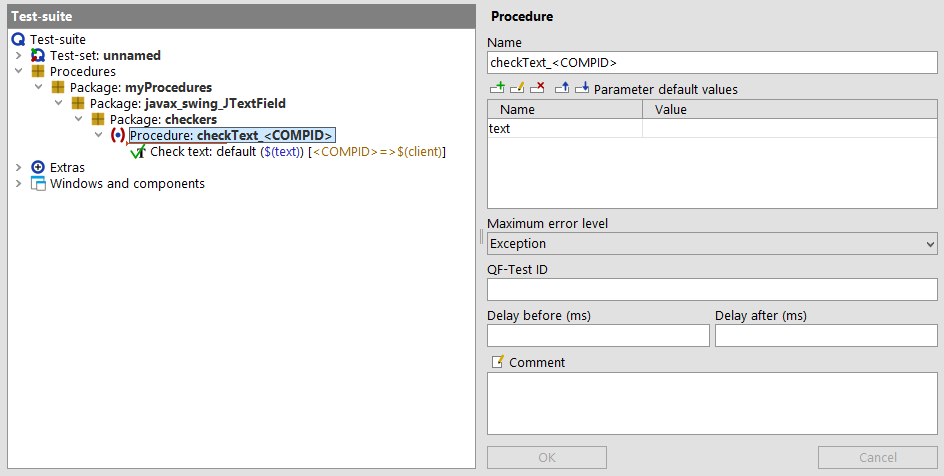 Test-suite
Test-suite
Test-set: unnamed
Procedures
Package: myProcedures
Package: javax_swing_JTextField
Package: checkers
Procedure: checkText_<COMPID>
Check text: default ($(text)) [<COMPID>=>$(client)]
Extras
Windows and components
Procedure
Name
checkText_<COMPID>
Parameter default values
Name Value
text
Maximum error level
Exception
QF-Test ID
Delay before (ms) Delay after (ms)
Comment
OK Cancel